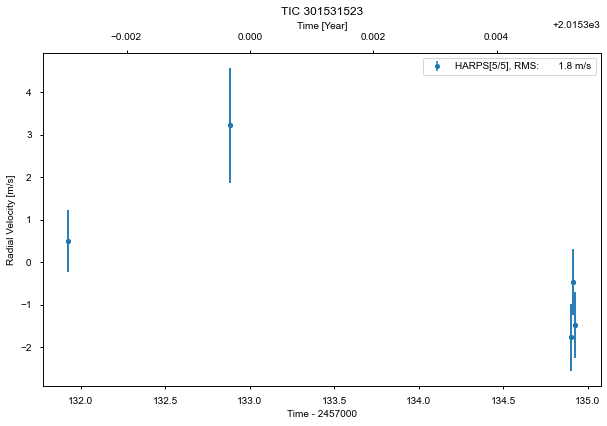 TIC 301531523
Time [Year]
−0.002 0.000 0.002 0.004 +2.0153e3
HARPS[5/5], RMS: 1.8 m/s
4
3
2
1
0
−1
−2
Radial Velocity [m/s]
132.0 132.5 133.0 133.5 134.0 134.5 135.0
Time - 2457000